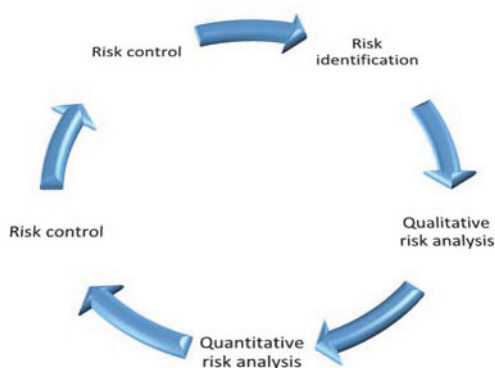 Risk control
Risk
identification
Qualitative
risk analysis
Quantitative
risk analysis
Risk control